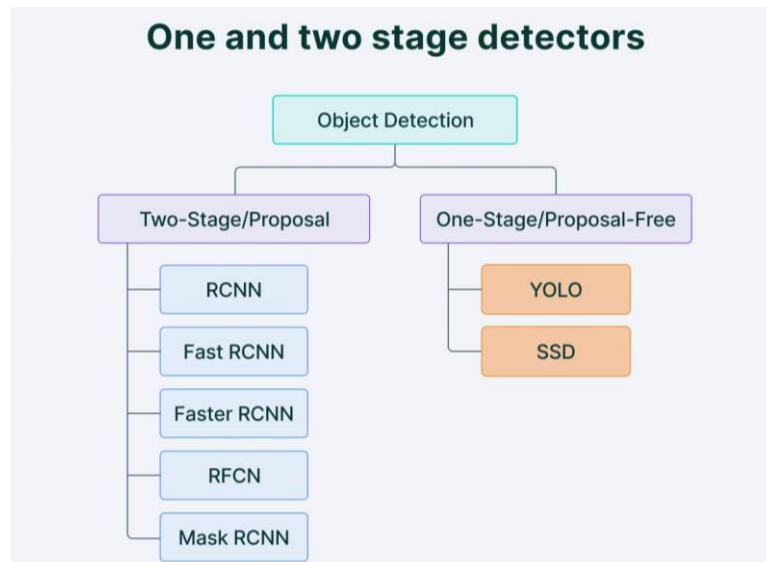 One and two stage detectors
Object Detection
Two-Stage/Proposal
One-Stage/Proposal-Free
RCNN
Fast RCNN
Faster RCNN
RFCN
Mask RCNN
YOLO
SSD